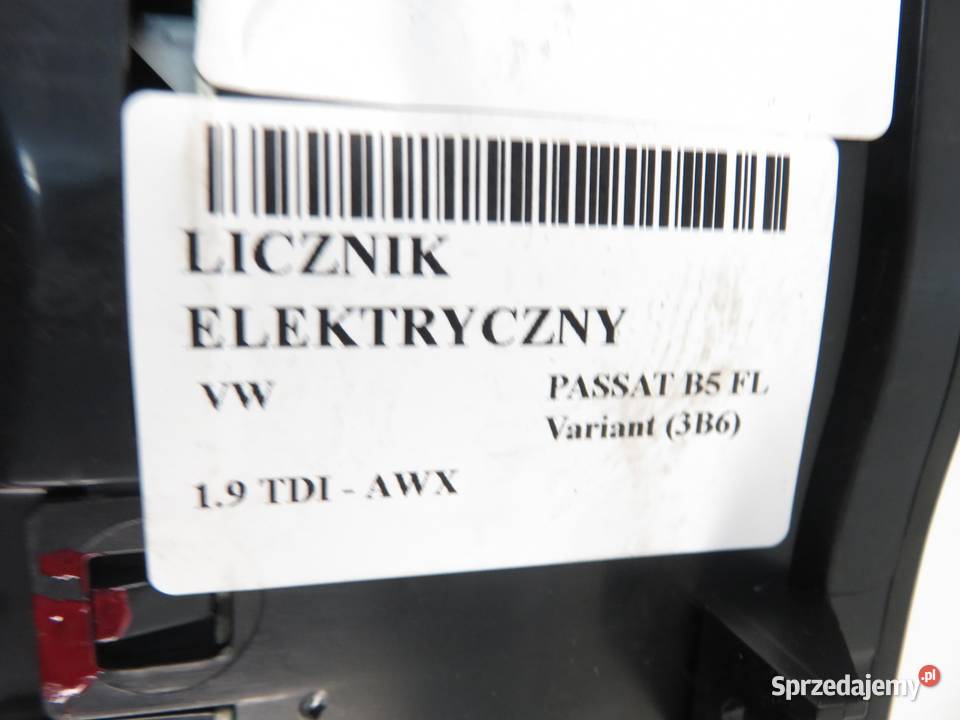 LICZNIK
ELEKTRYCZNY
VW
PASSAT B5 FL
Variant (3B6)
1.9 TDI - AWX
Sprzedajemy.pl